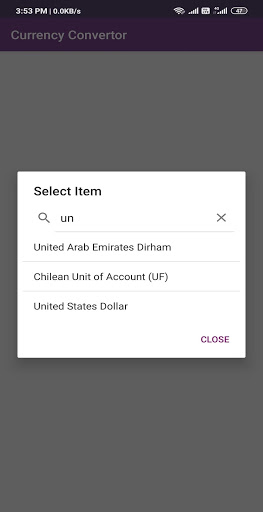 3:53 PM | 0.0KB/s
47
Currency Convertor
Select Item
un
United Arab Emirates Dirham
Chilean Unit of Account (UF)
United States Dollar
CLOSE